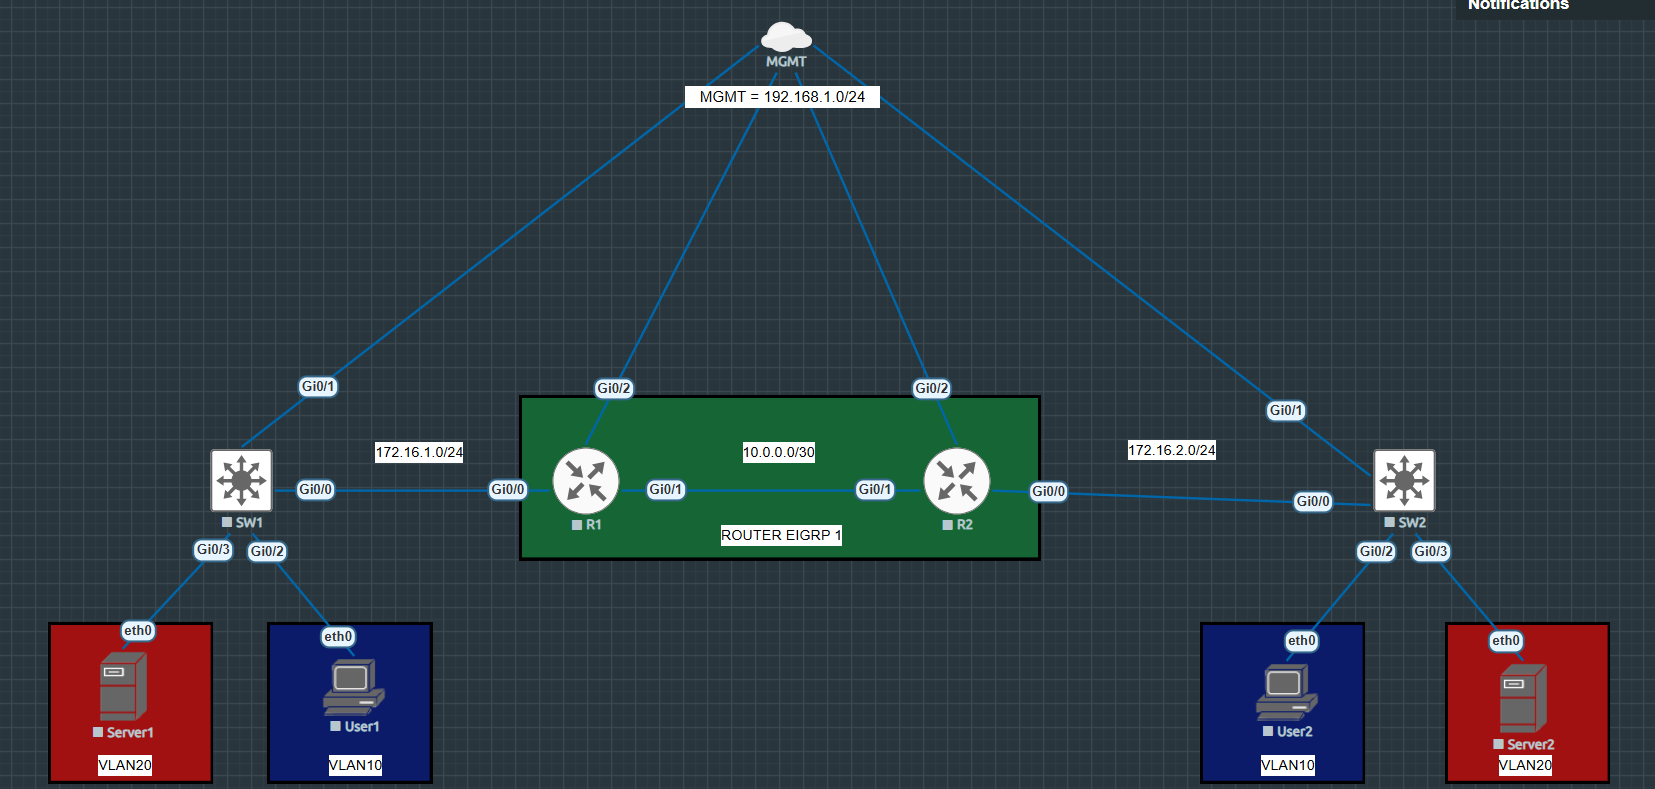 Notifications
MGMT
MGMT = 192.168.1.0/24
Gi0/1
Gi0/2
Gi0/2
Gi0/1
172.16.1.0/24
10.0.0.0/30
172.16.2.0/24
Gi0/0
Gi0/0
Gi0/1
Gi0/1
Gi0/0
Gi0/0
SW1
R1
R2
SW2
ROUTER EIGRP 1
Gi0/3
Gi0/2
Gi0/2
Gi0/3
eth0
eth0
eth0
eth0
Server1
User1
User2
Server2
VLAN20
VLAN10
VLAN10
VLAN20